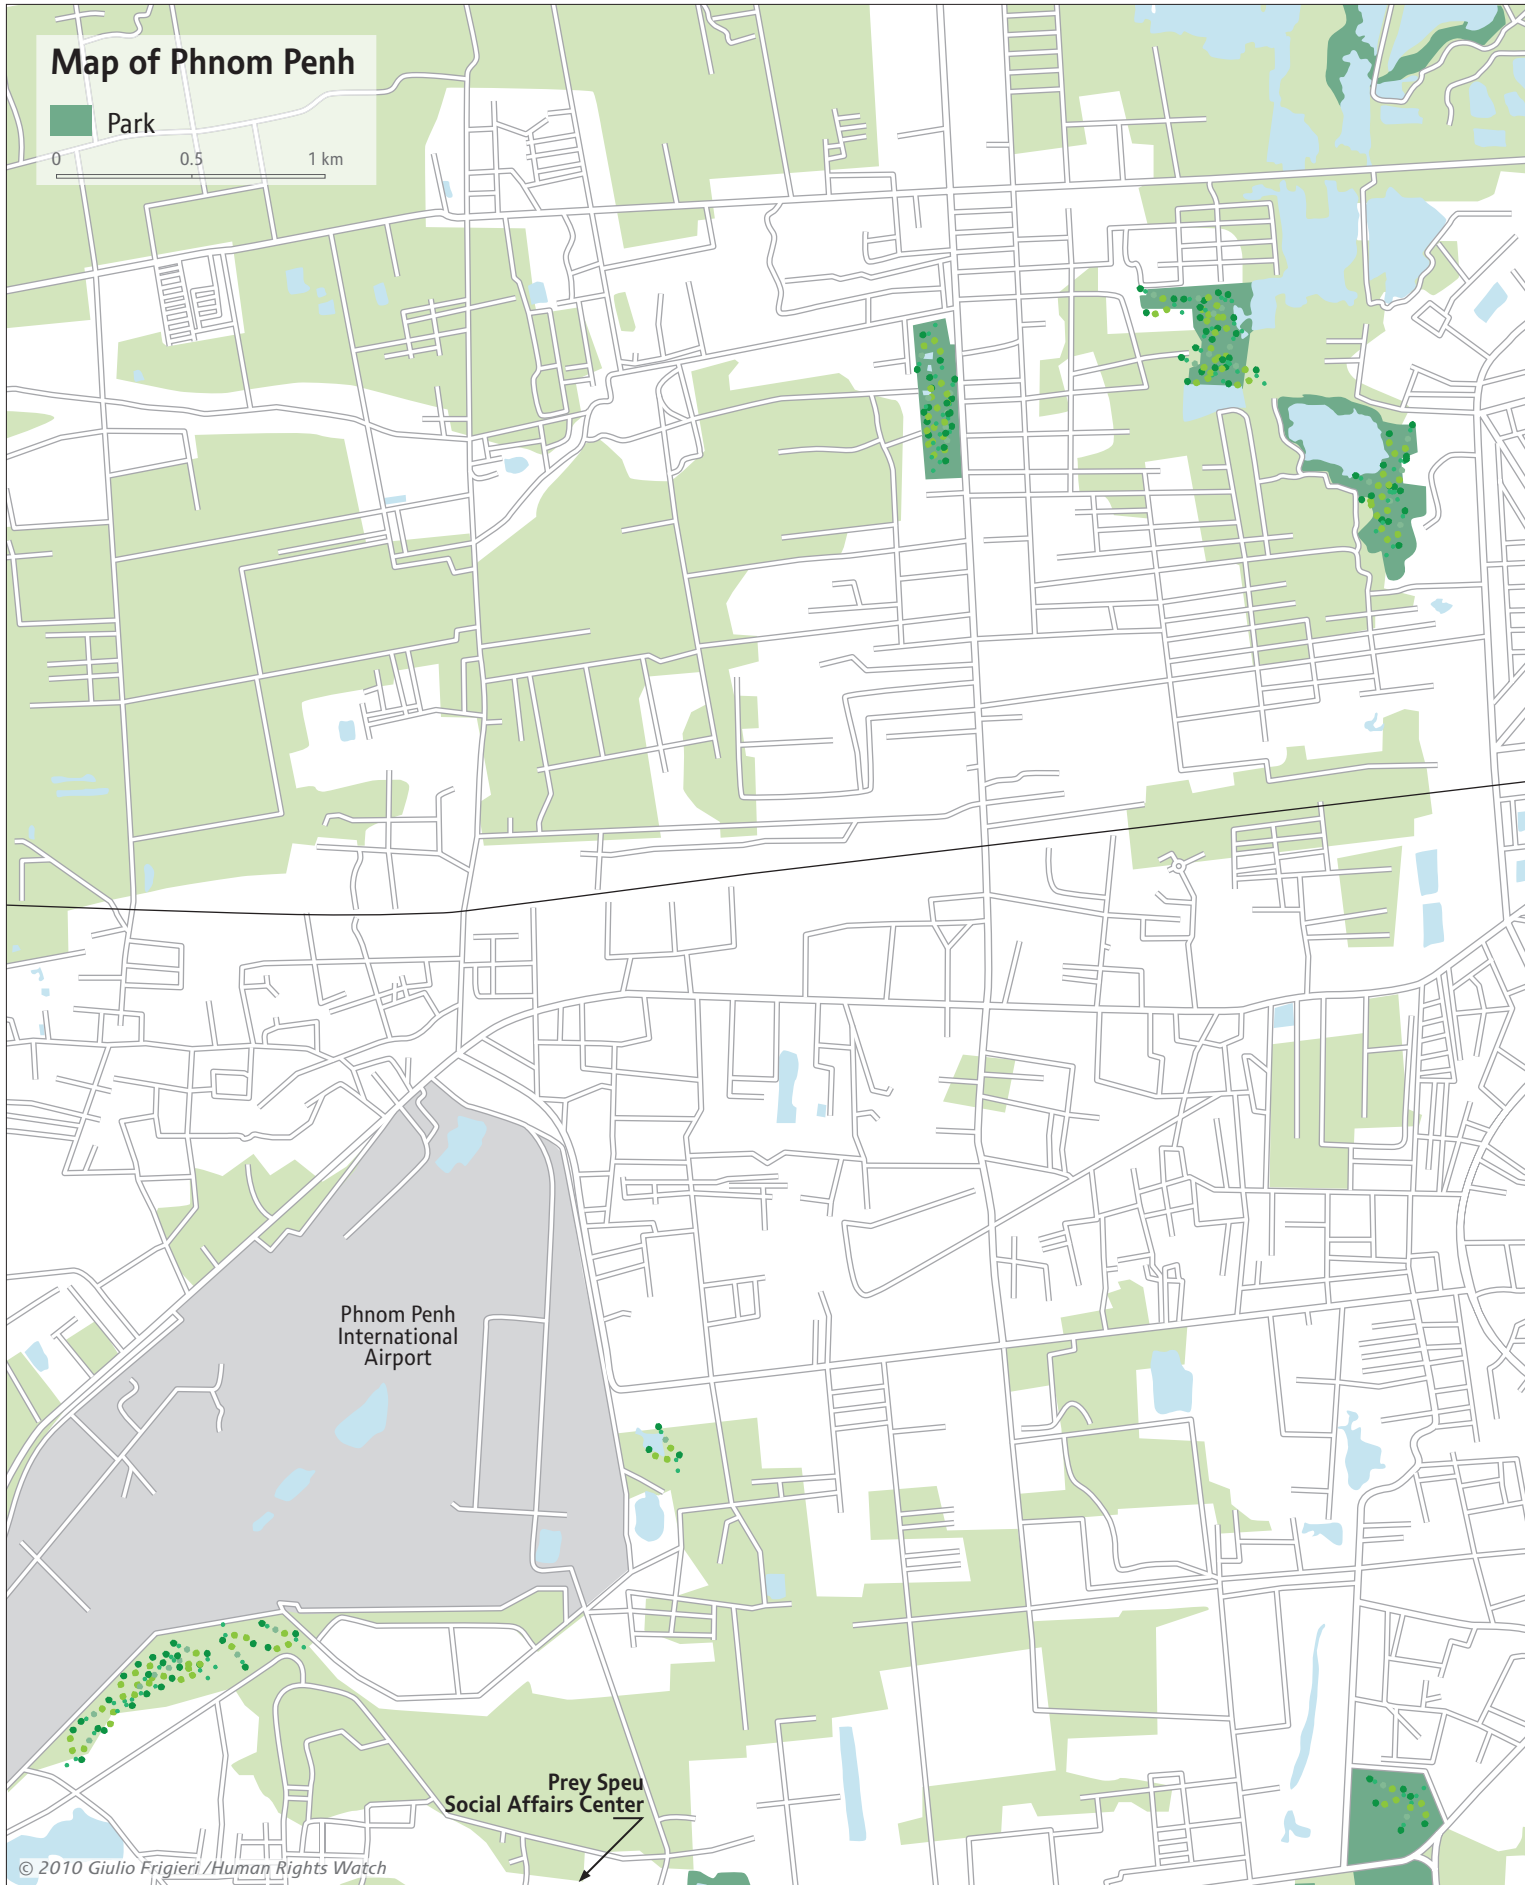 Map of Phnom Penh
Park
0 0.5 1 km
Phnom Penh
International
Airport
Prey Speu
Social Affairs Center
© 2010 Giulio Frigieri /Human Rights Watch